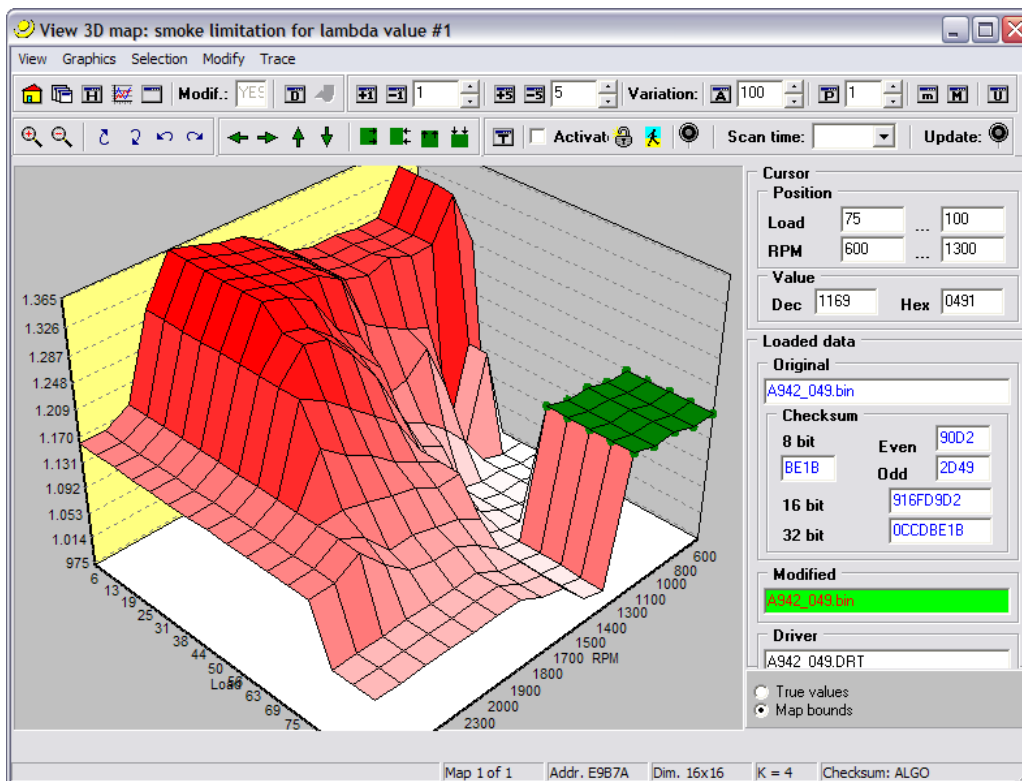 View 3D map: smoke limitation for lambda value #1
View Graphics Selection Modify Trace
H Modif.: YES D +1 -1 1 +5 -5 5 Variation: A 100 P 1 m M U
T Activat Scan time: Update:
Cursor
Position
Load 75 ... 100
RPM 600 ... 1300
Value
Dec 1169 Hex 0491
Loaded data
Original
A942_049.bin
Checksum
8 bit Even 90D2
BE1B Odd 2D49
16 bit 916FD9D2
32 bit 0CCDBE1B
Modified
A942_049.bin
Driver
A942_049.DRT
True values
Map bounds
1.365
1.326
1.287
1.248
1.209
1.170
1.131
1.092
1.053
1.014
975
6
13
19
25
31
38
44
50
56
Load
63
69
75
600
800
1000
1100
1300
1400
1500
1700 RPM
1800
1900
2000
2300
Map 1 of 1 Addr. E9B7A Dim. 16x16 K = 4 Checksum: ALGO